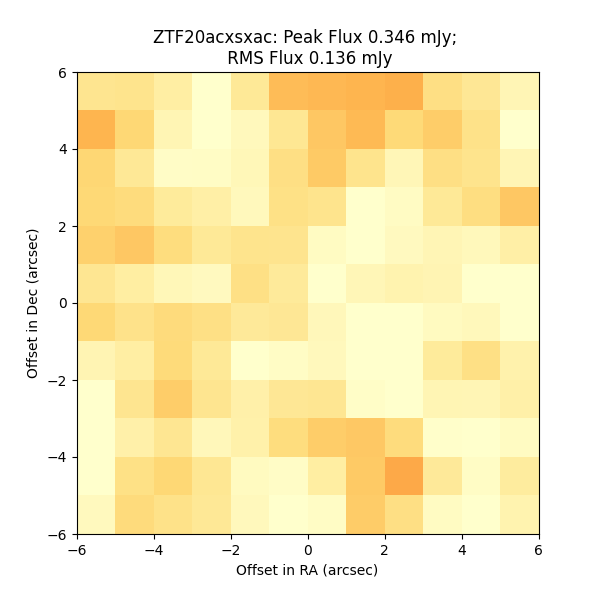 ZTF20acxsxac: Peak Flux 0.346 mJy;
RMS Flux 0.136 mJy
6
4
2
0
−2
−4
−6
Offset in Dec (arcsec)
−6 −4 −2 0 2 4 6
Offset in RA (arcsec)